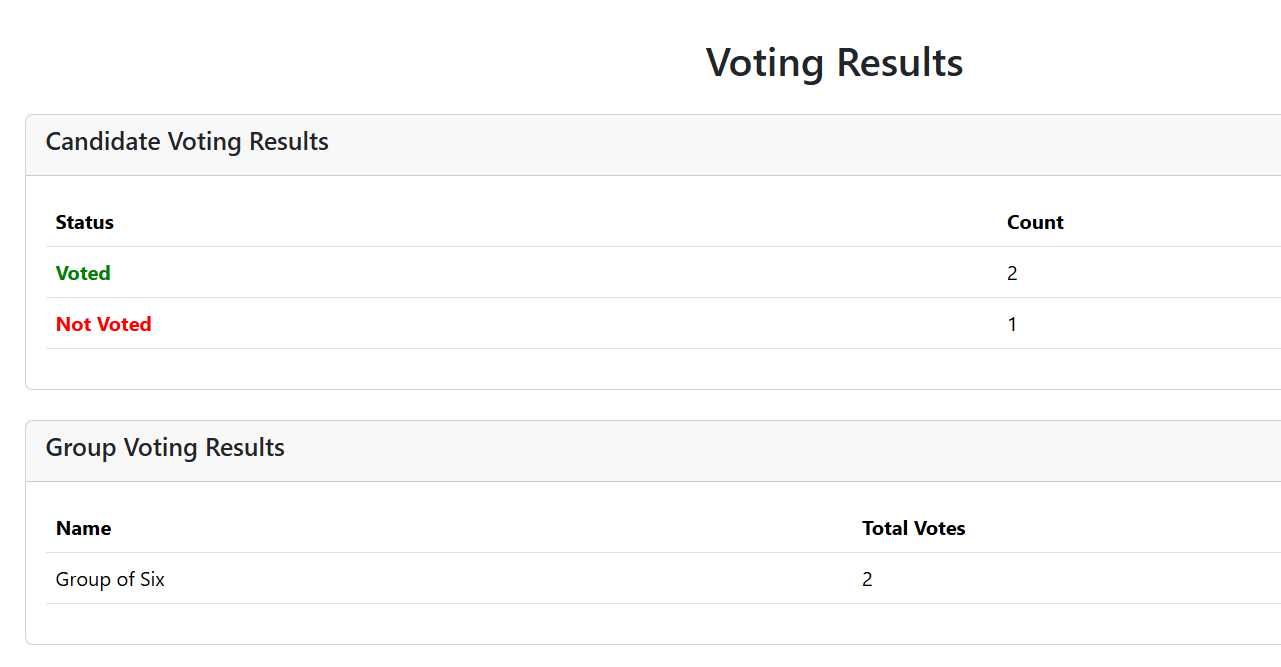 Voting Results
Candidate Voting Results
Status Count
Voted 2
Not Voted 1
Group Voting Results
Name Total Votes
Group of Six 2